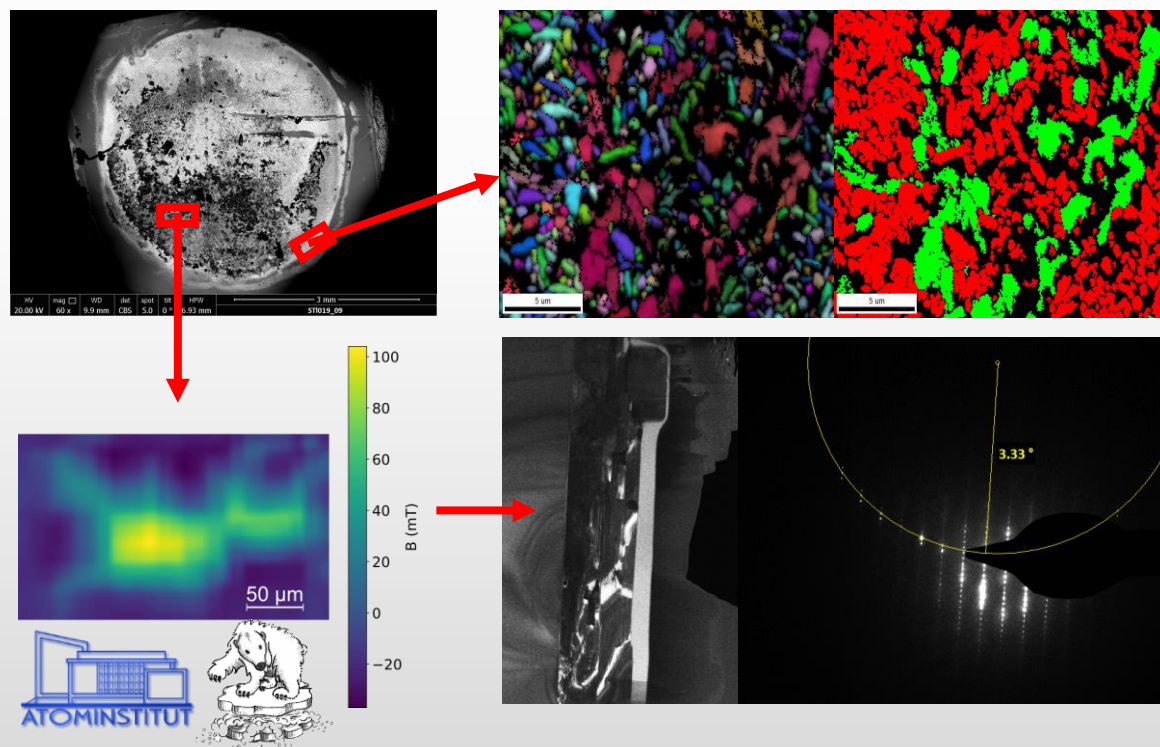 HV mag WD det spot tilt HPW 3 mm
20.00 kV 60 x 9.9 mm CBS 5.0 0 ° 6.93 mm STI019_09
5 um
5 um
100
80
60
40
20
0
−20
B (mT)
50 µm
3.33 °
ATOMINSTITUT